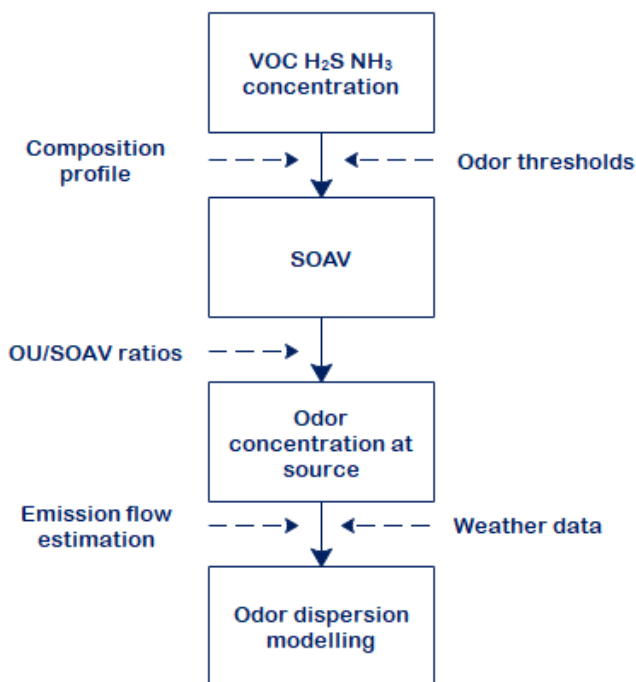 VOC H₂S NH₃
concentration
Composition
profile
Odor thresholds
SOAV
OU/SOAV ratios
Odor
concentration at
source
Emission flow
estimation
Weather data
Odor dispersion
modelling